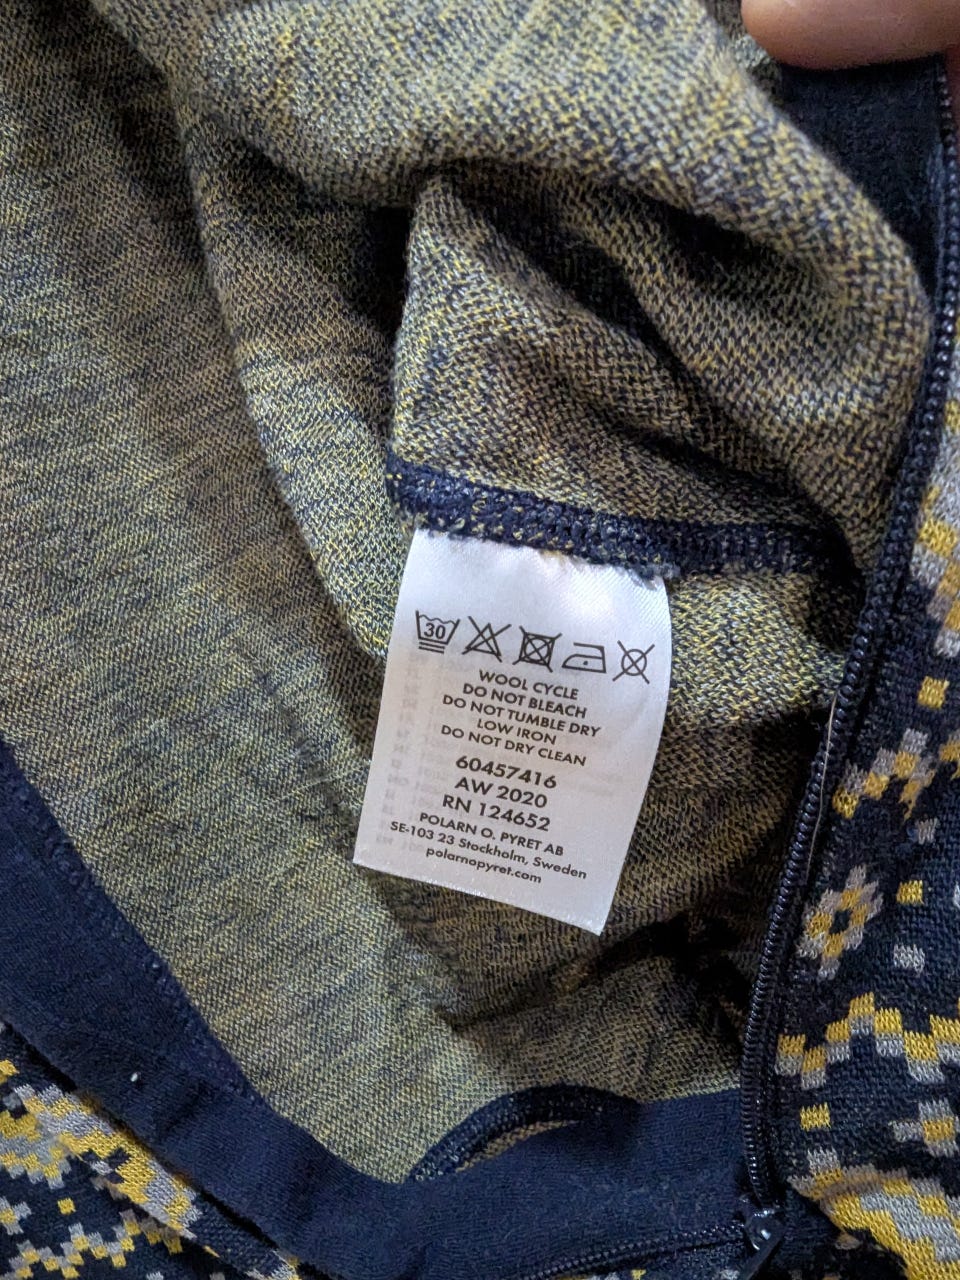 30
WOOL CYCLE
DO NOT BLEACH
DO NOT TUMBLE DRY
LOW IRON
DO NOT DRY CLEAN
60457416
AW 2020
RN 124652
POLARN O. PYRET AB
SE-103 23 Stockholm, Sweden
polarnopyret.com